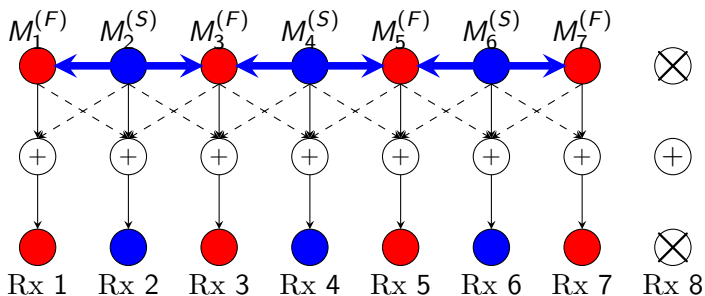 M₁^(F) M₂^(S) M₃^(F) M₄^(S) M₅^(F) M₆^(S) M₇^(F)
+ + + + + + + +
Rx 1 Rx 2 Rx 3 Rx 4 Rx 5 Rx 6 Rx 7 Rx 8